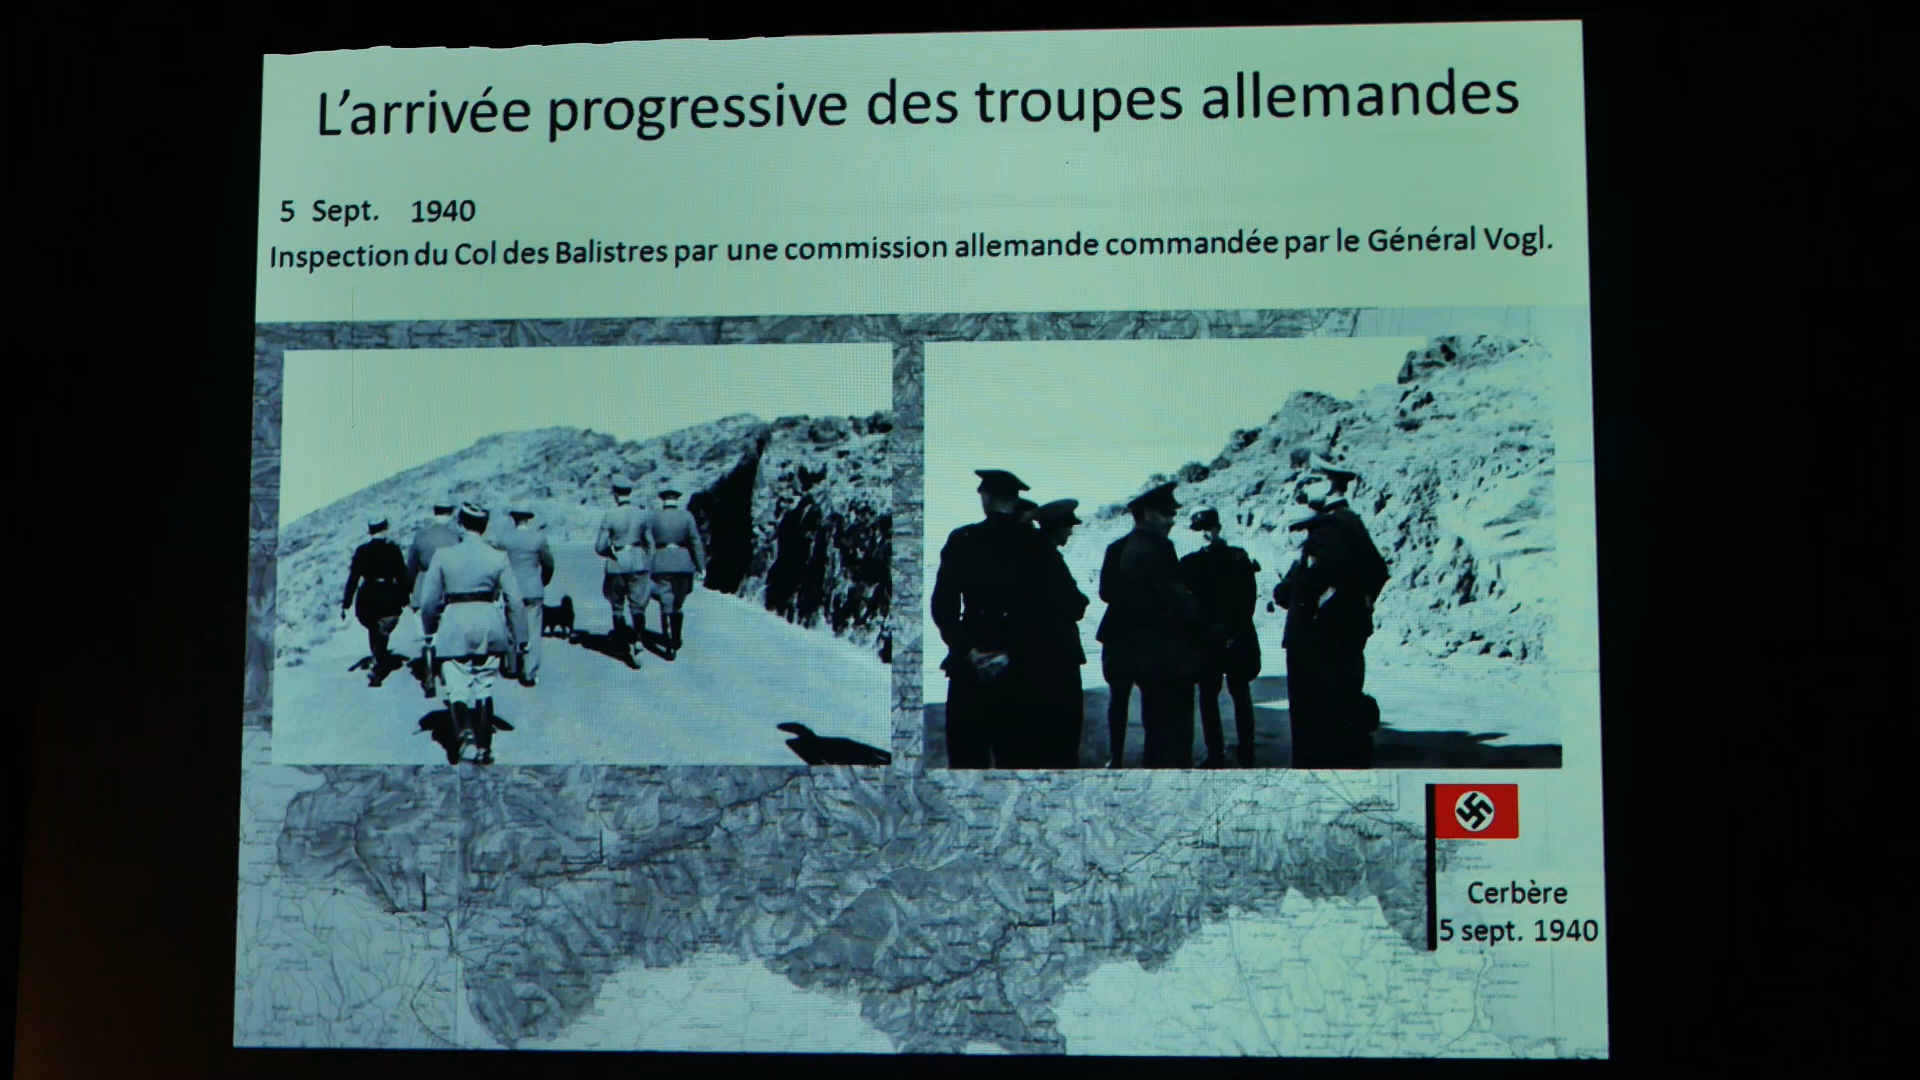 L'arrivée progressive des troupes allemandes
5 Sept. 1940
Inspection du Col des Balistres par une commission allemande commandée par le Général Vogl.
Cerbère
5 sept. 1940